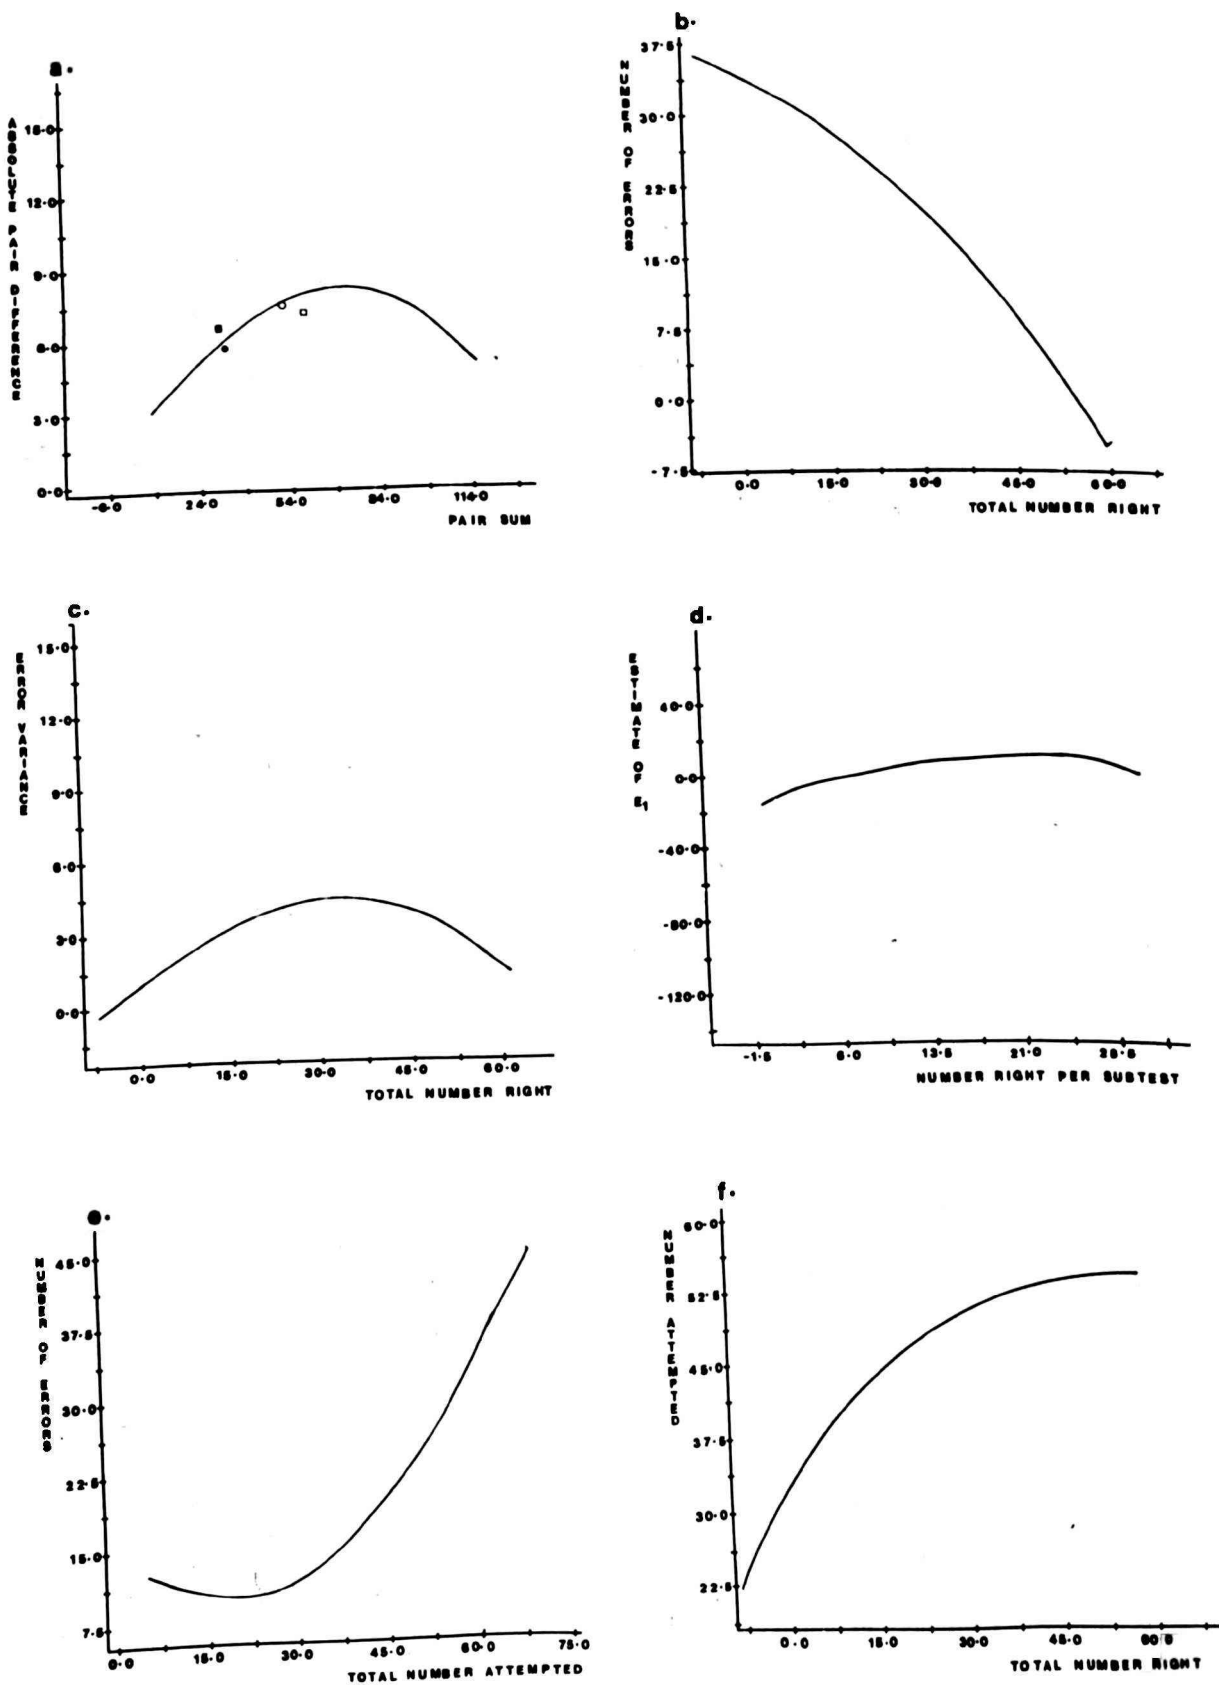 a.
ABSOLUTE PAIR DIFFERENCE
15.0
12.0
9.0
6.0
3.0
0.0
-6.0 24.0 54.0 84.0 114.0
PAIR SUM
b.
NUMBER OF ERRORS
37.5
30.0
22.5
15.0
7.5
0.0
-7.5
0.0 15.0 30.0 45.0 60.0
TOTAL NUMBER RIGHT
c.
ERROR VARIANCE
15.0
12.0
9.0
6.0
3.0
0.0
0.0 15.0 30.0 45.0 60.0
TOTAL NUMBER RIGHT
d.
ESTIMATE OF E1
40.0
0.0
-40.0
-80.0
-120.0
-1.5 6.0 13.5 21.0 28.5
NUMBER RIGHT PER SUBTEST
e.
NUMBER OF ERRORS
45.0
37.5
30.0
22.5
15.0
7.5
0.0 15.0 30.0 45.0 60.0 75.0
TOTAL NUMBER ATTEMPTED
f.
NUMBER ATTEMPTED
60.0
52.5
45.0
37.5
30.0
22.5
0.0 15.0 30.0 45.0 60.0
TOTAL NUMBER RIGHT